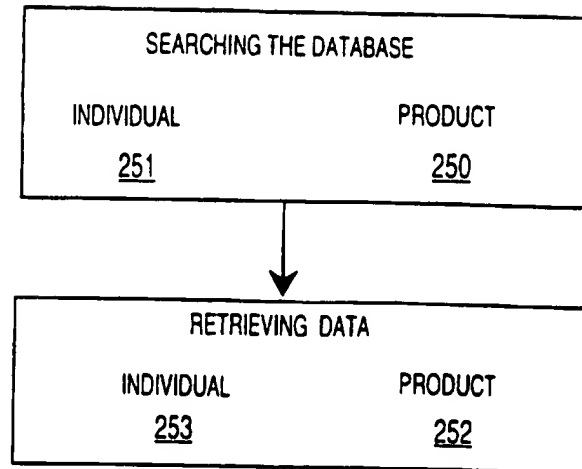 SEARCHING THE DATABASE
INDIVIDUAL PRODUCT
251 250
RETRIEVING DATA
INDIVIDUAL PRODUCT
253 252